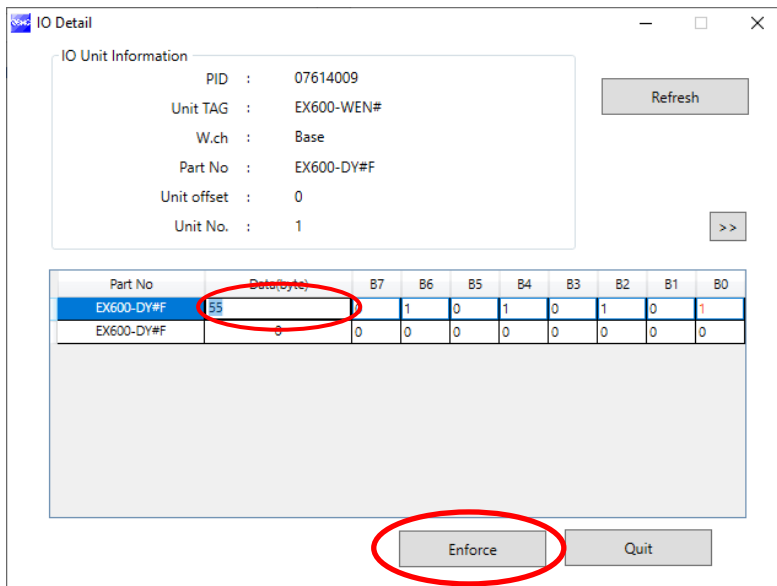 IO Detail
IO Unit Information
PID : 07614009
Unit TAG : EX600-WEN#
W.ch : Base
Part No : EX600-DY#F
Unit offset : 0
Unit No. : 1
Refresh
>>
Part No Data(byte) B7 B6 B5 B4 B3 B2 B1 B0
EX600-DY#F 55 1 0 1 0 1 0 1
EX600-DY#F 0 0 0 0 0 0 0 0 0
Enforce Quit